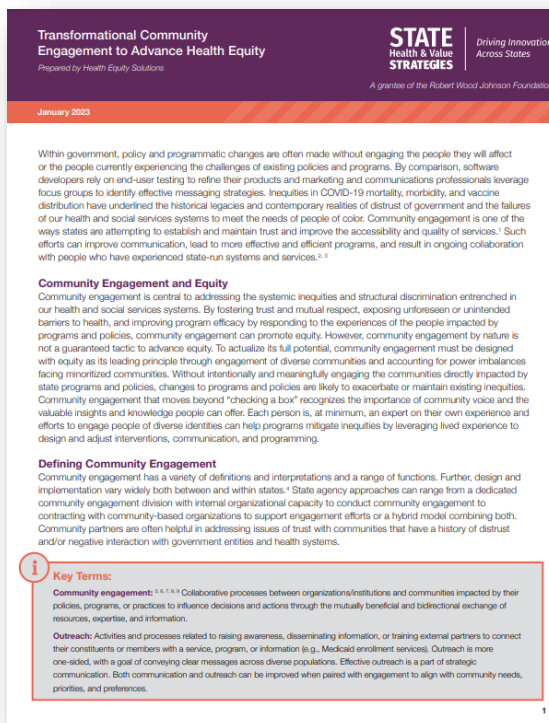 Transformational Community
Engagement to Advance Health Equity
Prepared by Health Equity Solutions
STATE
Health & Value
STRATEGIES
Driving Innovation
Across States
A grantee of the Robert Wood Johnson Foundation
January 2023
Within government, policy and programmatic changes are often made without engaging the people they will affect
or the people currently experiencing the challenges of existing policies and programs. By comparison, software
developers rely on end-user testing to refine their products and marketing and communications professionals leverage
focus groups to identify effective messaging strategies. Inequities in COVID-19 mortality, morbidity, and vaccine
distribution have underlined the historical legacies and contemporary realities of distrust of government and the failures
of our health and social services systems to meet the needs of people of color. Community engagement is one of the
ways states are attempting to establish and maintain trust and improve the accessibility and quality of services.¹ Such
efforts can improve communication, lead to more effective and efficient programs, and result in ongoing collaboration
with people who have experienced state-run systems and services.²,³
Community Engagement and Equity
Community engagement is central to addressing the systemic inequities and structural discrimination entrenched in
our health and social services systems. By fostering trust and mutual respect, exposing unforeseen or unintended
barriers to health, and improving program efficacy by responding to the experiences of the people impacted by
programs and policies, community engagement can promote equity. However, community engagement by nature is
not a guaranteed tactic to advance equity. To actualize its full potential, community engagement must be designed
with equity as its leading principle through engagement of diverse communities and accounting for power imbalances
facing minoritized communities. Without intentionally and meaningfully engaging the communities directly impacted by
state programs and policies, changes to programs and policies are likely to exacerbate or maintain existing inequities.
Community engagement that moves beyond “checking a box” recognizes the importance of community voice and the
valuable insights and knowledge people can offer. Each person is, at minimum, an expert on their own experience and
efforts to engage people of diverse identities can help programs mitigate inequities by leveraging lived experience to
design and adjust interventions, communication, and programming.
Defining Community Engagement
Community engagement has a variety of definitions and interpretations and a range of functions. Further, design and
implementation vary widely both between and within states.⁴ State agency approaches can range from a dedicated
community engagement division with internal organizational capacity to conduct community engagement to
contracting with community-based organizations to support engagement efforts or a hybrid model combining both.
Community partners are often helpful in addressing issues of trust with communities that have a history of distrust
and/or negative interaction with government entities and health systems.
i
Key Terms:
Community engagement: ⁵,⁶,⁷,⁸,⁹ Collaborative processes between organizations/institutions and communities impacted by their
policies, programs, or practices to influence decisions and actions through the mutually beneficial and bidirectional exchange of
resources, expertise, and information.
Outreach: Activities and processes related to raising awareness, disseminating information, or training external partners to connect
their constituents or members with a service, program, or information (e.g., Medicaid enrollment services). Outreach is more
one-sided, with a goal of conveying clear messages across diverse populations. Effective outreach is a part of strategic
communication. Both communication and outreach can be improved when paired with engagement to align with community needs,
priorities, and preferences.
1